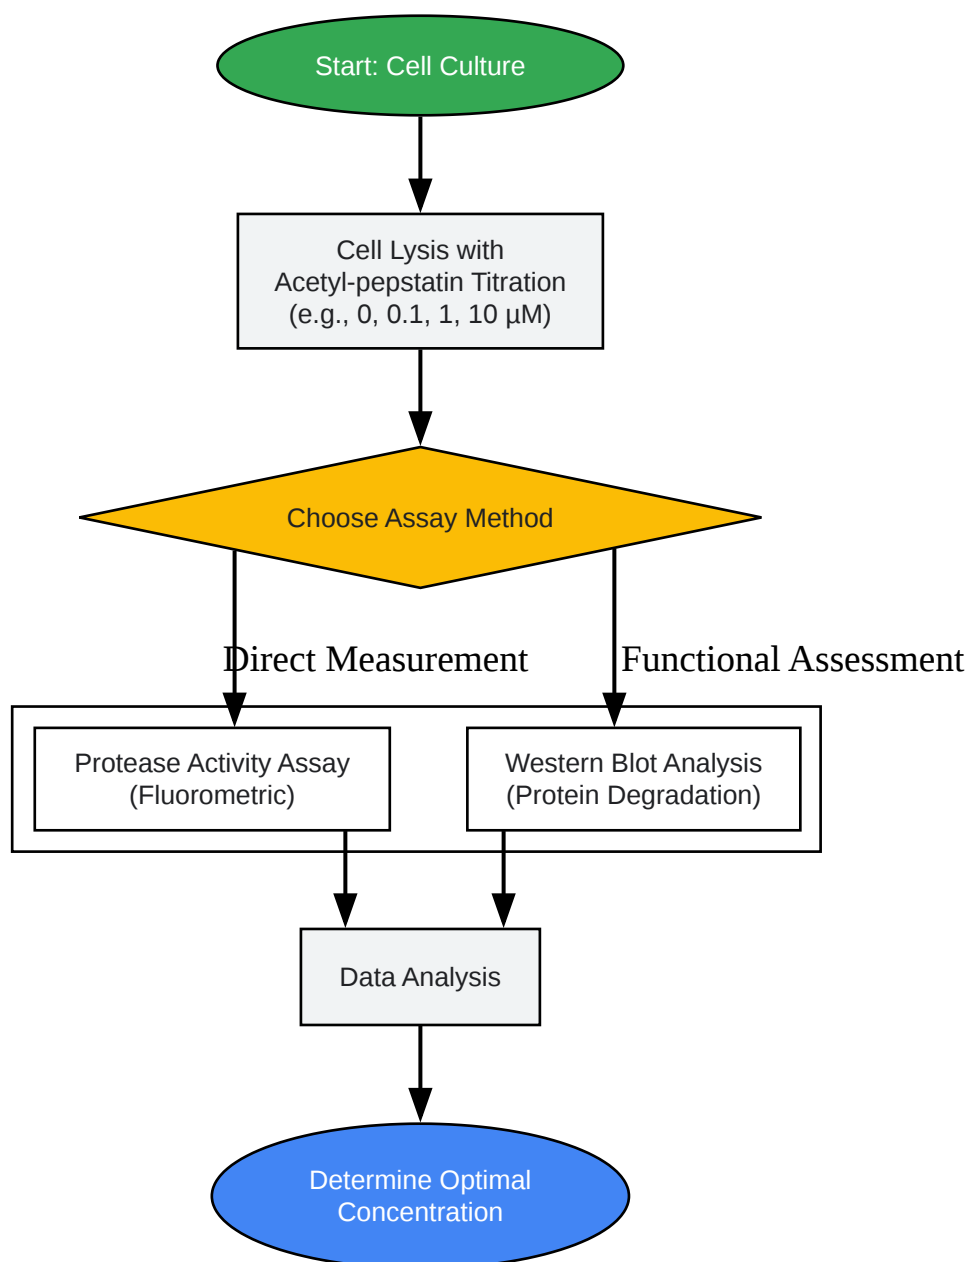 Start: Cell Culture
Cell Lysis with
Acetyl-pepstatin Titration
(e.g., 0, 0.1, 1, 10 µM)
Choose Assay Method
Direct Measurement
Functional Assessment
Protease Activity Assay
(Fluorometric)
Western Blot Analysis
(Protein Degradation)
Data Analysis
Determine Optimal
Concentration